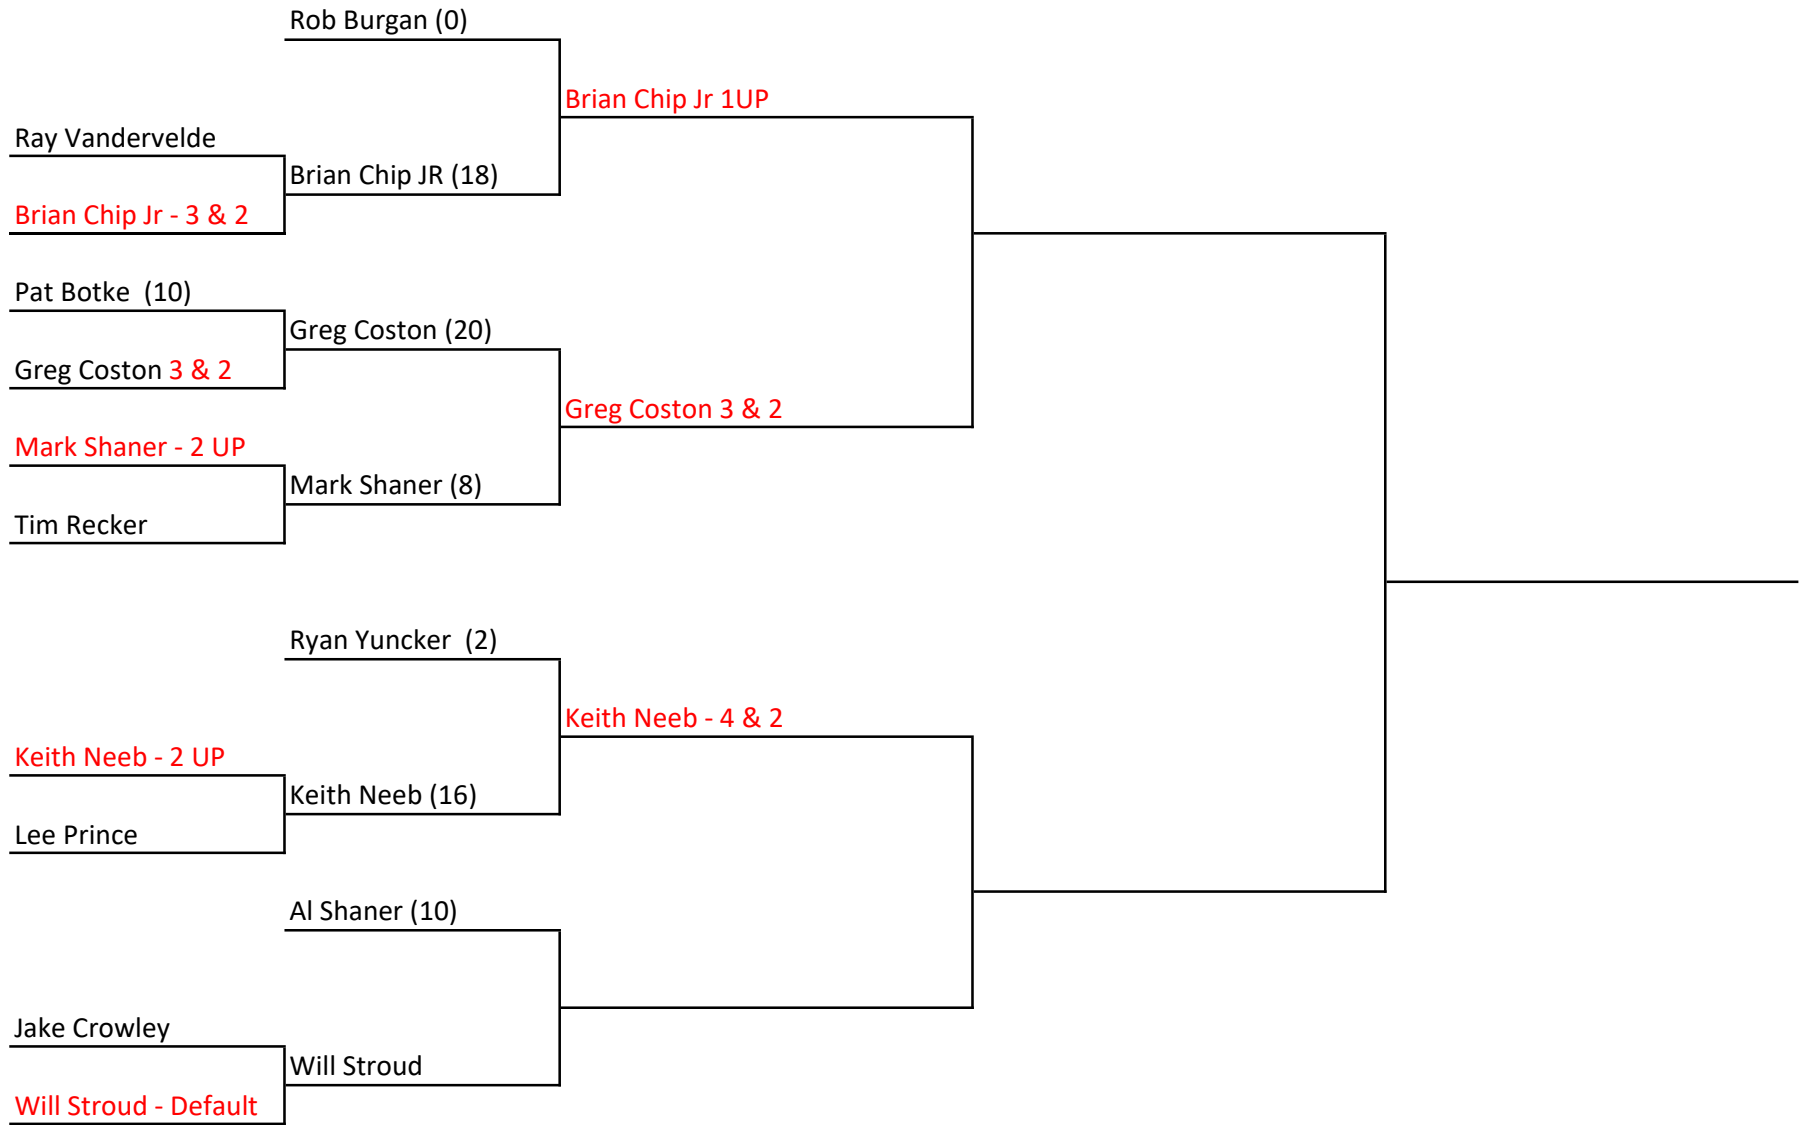 Rob Burgan (0)
Brian Chip Jr 1UP
Ray Vandervelde
Brian Chip JR (18)
Brian Chip Jr - 3 & 2
Pat Botke  (10)
Greg Coston (20)
Greg Coston 3 & 2
Greg Coston 3 & 2
Mark Shaner - 2 UP
Mark Shaner (8)
Tim Recker
Ryan Yuncker  (2)
Keith Neeb - 4 & 2
Keith Neeb - 2 UP
Keith Neeb (16)
Lee Prince
Al Shaner (10)
Jake Crowley
Will Stroud
Will Stroud - Default